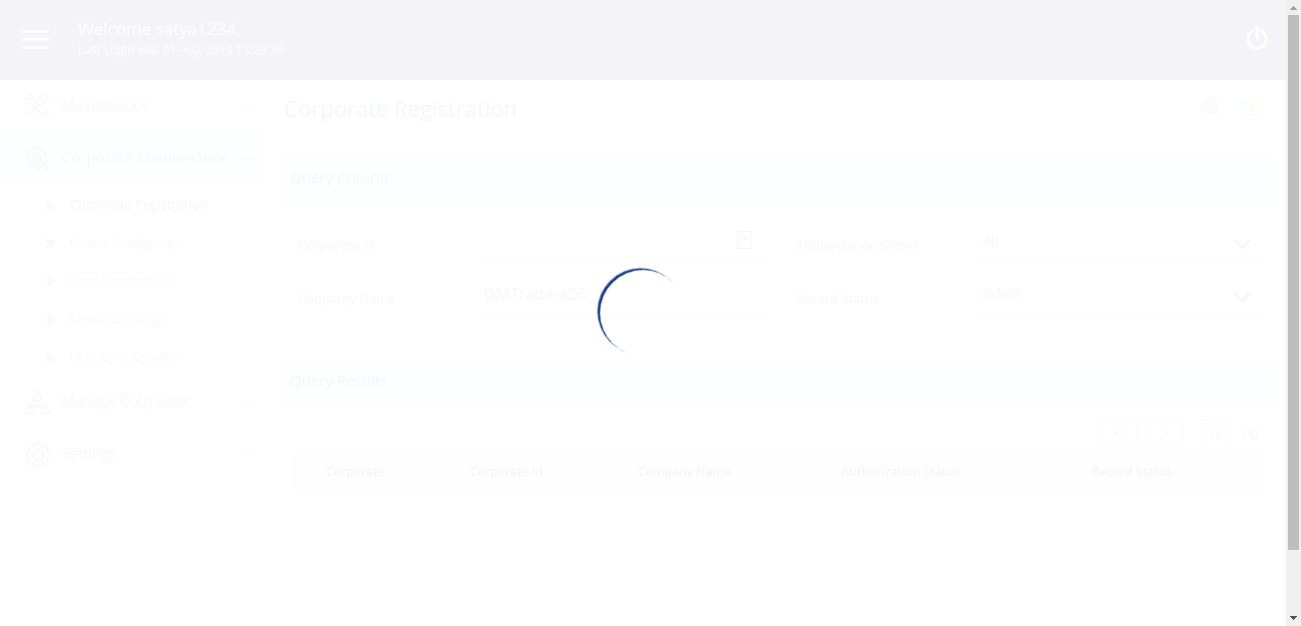 Welcome satya1234,
Last Login was 01-Aug-2019 13:29:38
Maintenance
Corporate Maintenance
Corporate Registration
Create Workgroup
User Registration
Map Workgroup
User Limit Creation
Manage Corp User
Settings
Corporate Registration
Query Criteria
Corporate Id
Authorization Status
All
Company Name
DMTraders26
Record Status
Select
Query Results
0 / 0
Corporate Corporate Id Company Name Authorization Status Record Status